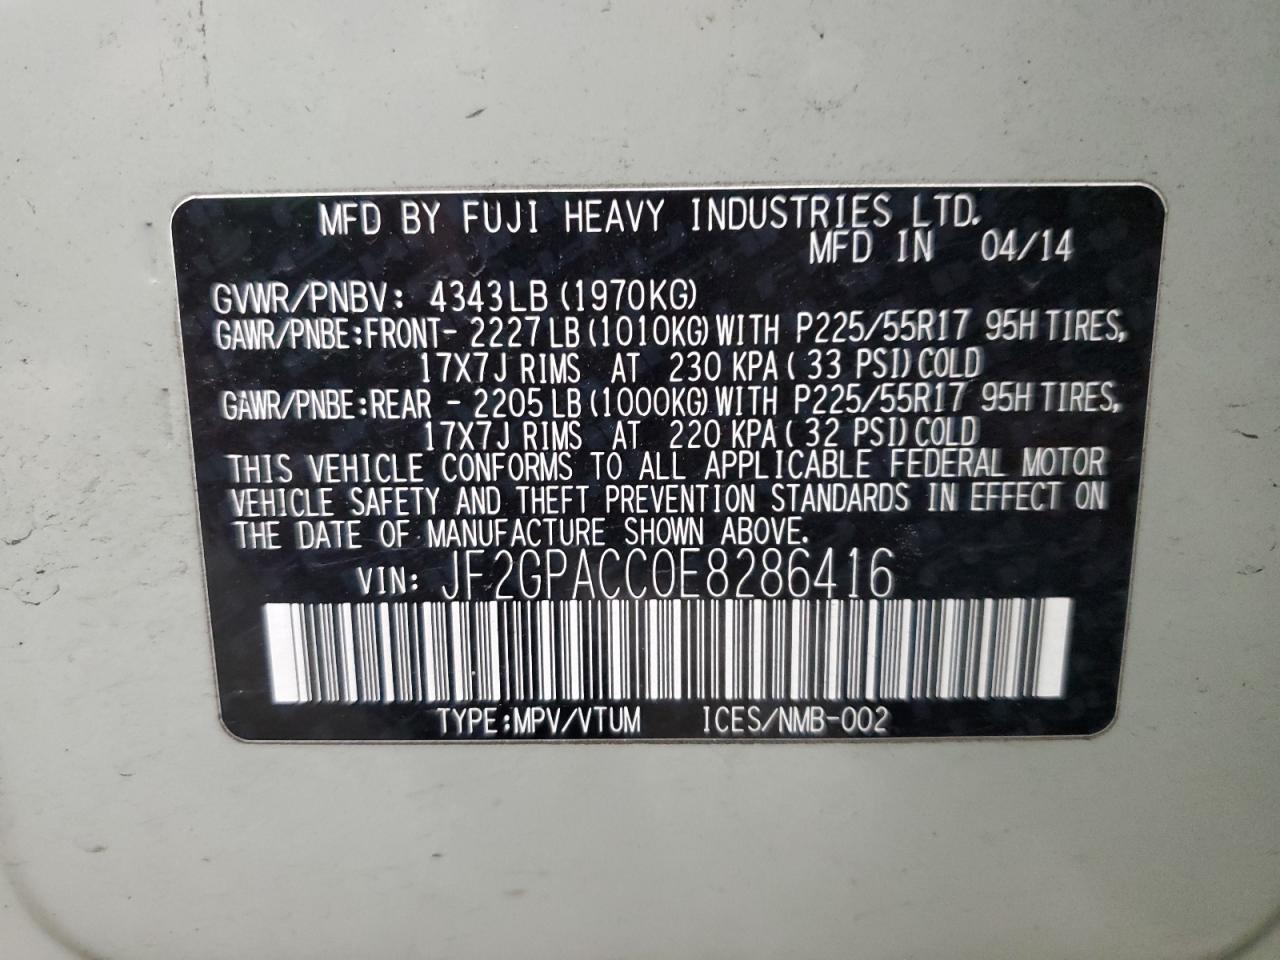 MFD BY FUJI HEAVY INDUSTRIES LTD.
MFD IN 04/14
GVWR/PNBV: 4343LB (1970KG)
GAWR/PNBE:FRONT- 2227LB (1010KG) WITH P225/55R17 95H TIRES,
17X7J RIMS AT 230 KPA ( 33 PSI) COLD
GAWR/PNBE:REAR - 2205LB (1000KG) WITH P225/55R17 95H TIRES,
17X7J RIMS AT 220 KPA ( 32 PSI) COLD
THIS VEHICLE CONFORMS TO ALL APPLICABLE FEDERAL MOTOR
VEHICLE SAFETY AND THEFT PREVENTION STANDARDS IN EFFECT ON
THE DATE OF MANUFACTURE SHOWN ABOVE.
VIN: JF2GPACC0E8286416
TYPE:MPV/VTUM ICES/NMB-002